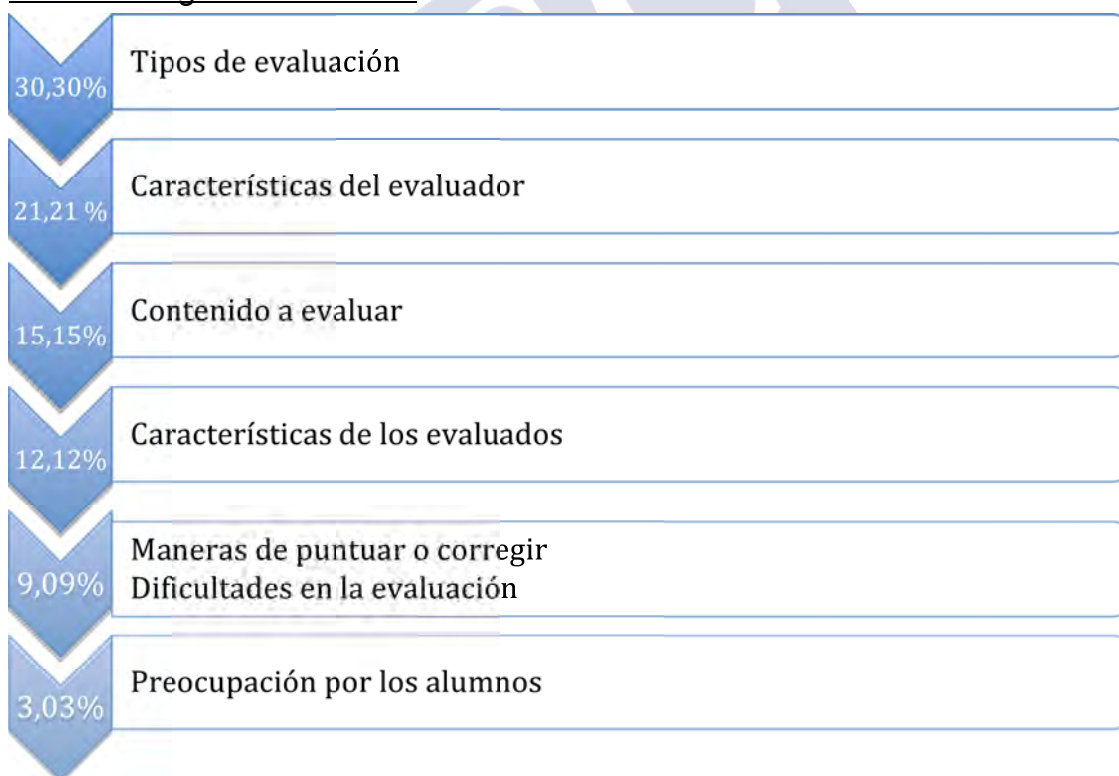 30,30%
Tipos de evaluación
21,21 %
Características del evaluador
15,15%
Contenido a evaluar
12,12%
Características de los evaluados
9,09%
Maneras de puntuar o corregir
Dificultades en la evaluación
3,03%
Preocupación por los alumnos